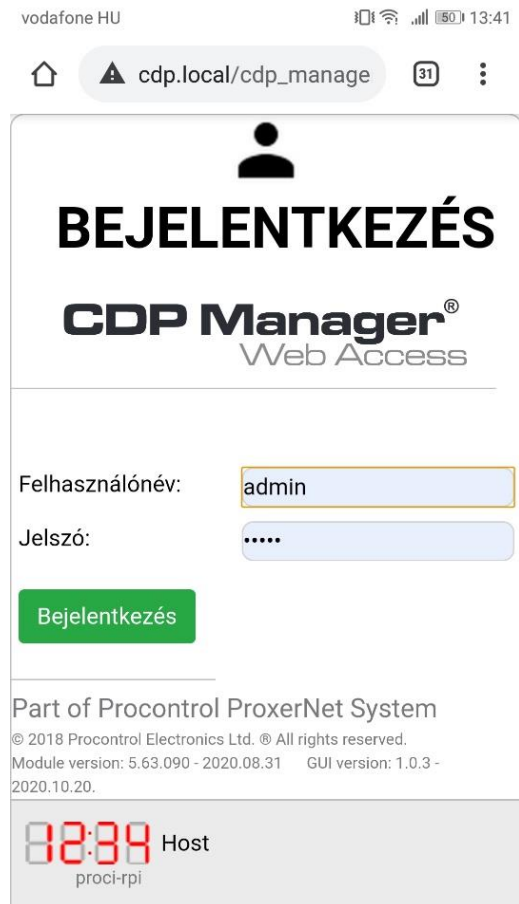 vodafone HU 50 13:41
cdp.local/cdp_manage 31
BEJELENTKEZÉS
CDP Manager®
Web Access
Felhasználónév: admin
Jelszó: •••••
Bejelentkezés
Part of Procontrol ProxerNet System
© 2018 Procontrol Electronics Ltd. ® All rights reserved.
Module version: 5.63.090 - 2020.08.31 GUI version: 1.0.3 -
2020.10.20.
12:34 Host
proci-rpi